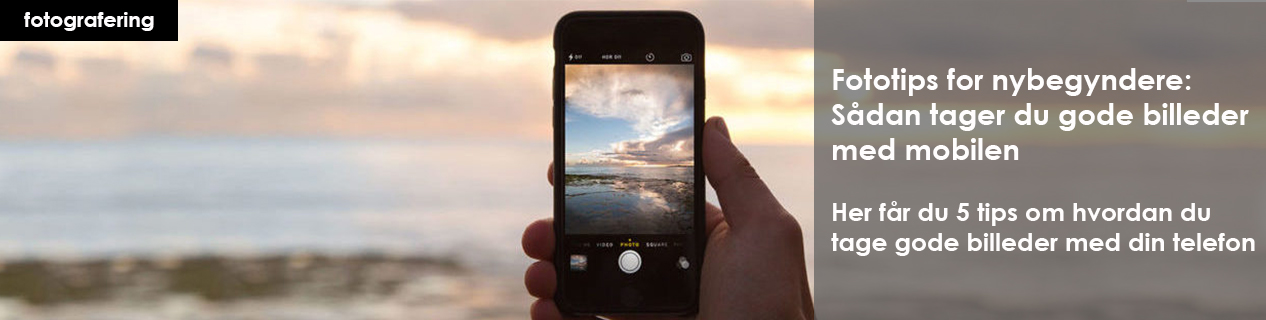 fotografering
Fototips for nybegyndere:
Sådan tager du gode billeder
med mobilen
Her får du 5 tips om hvordan du
tage gode billeder med din telefon
HDR Off
VIDEO PHOTO SQUARE